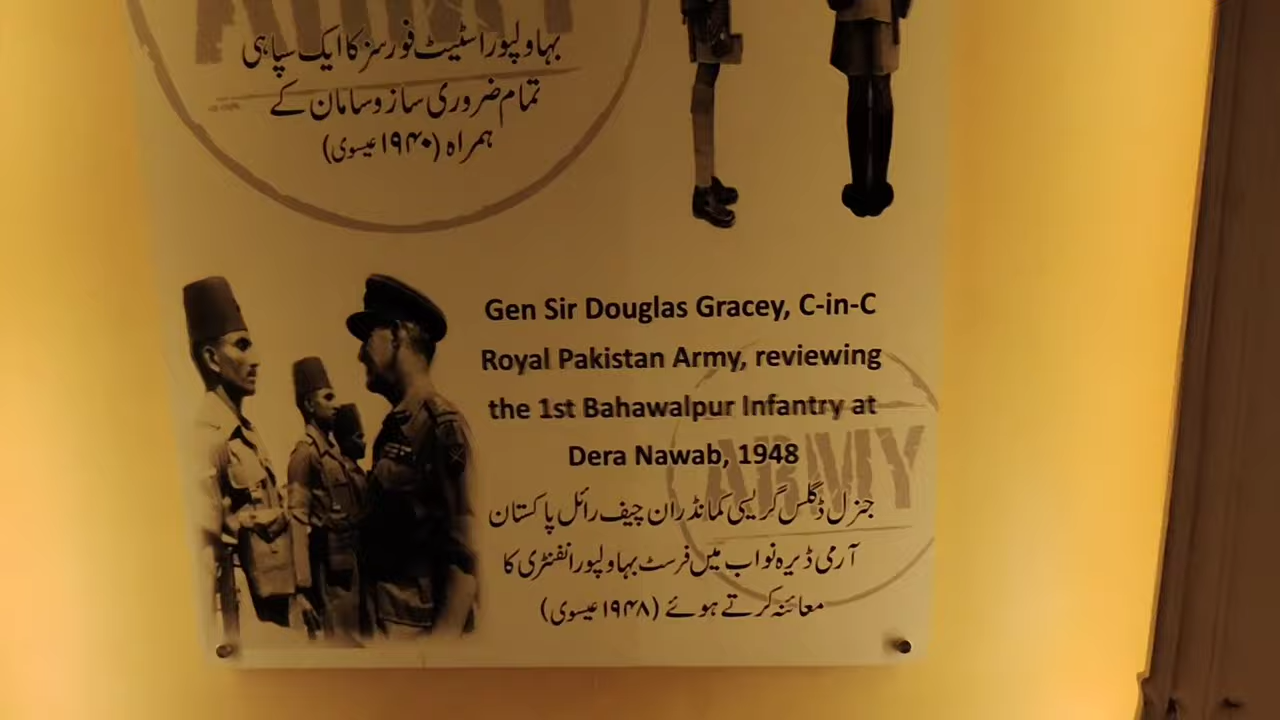 ARMY
بہاولپور اسٹیٹ فورسز کا ایک سپاہی
تمام ضروری ساز و سامان کے
ہمراہ (۱۹۴۰ عیسوی)
Gen Sir Douglas Gracey, C-in-C
Royal Pakistan Army, reviewing
the 1st Bahawalpur Infantry at
Dera Nawab, 1948
ARMY
جنرل ڈگلس گریسی کمانڈر ان چیف رائل پاکستان
آرمی ڈیرہ نواب میں فرسٹ بہاولپور انفنٹری کا
معائنہ کرتے ہوئے (۱۹۴۸ عیسوی)